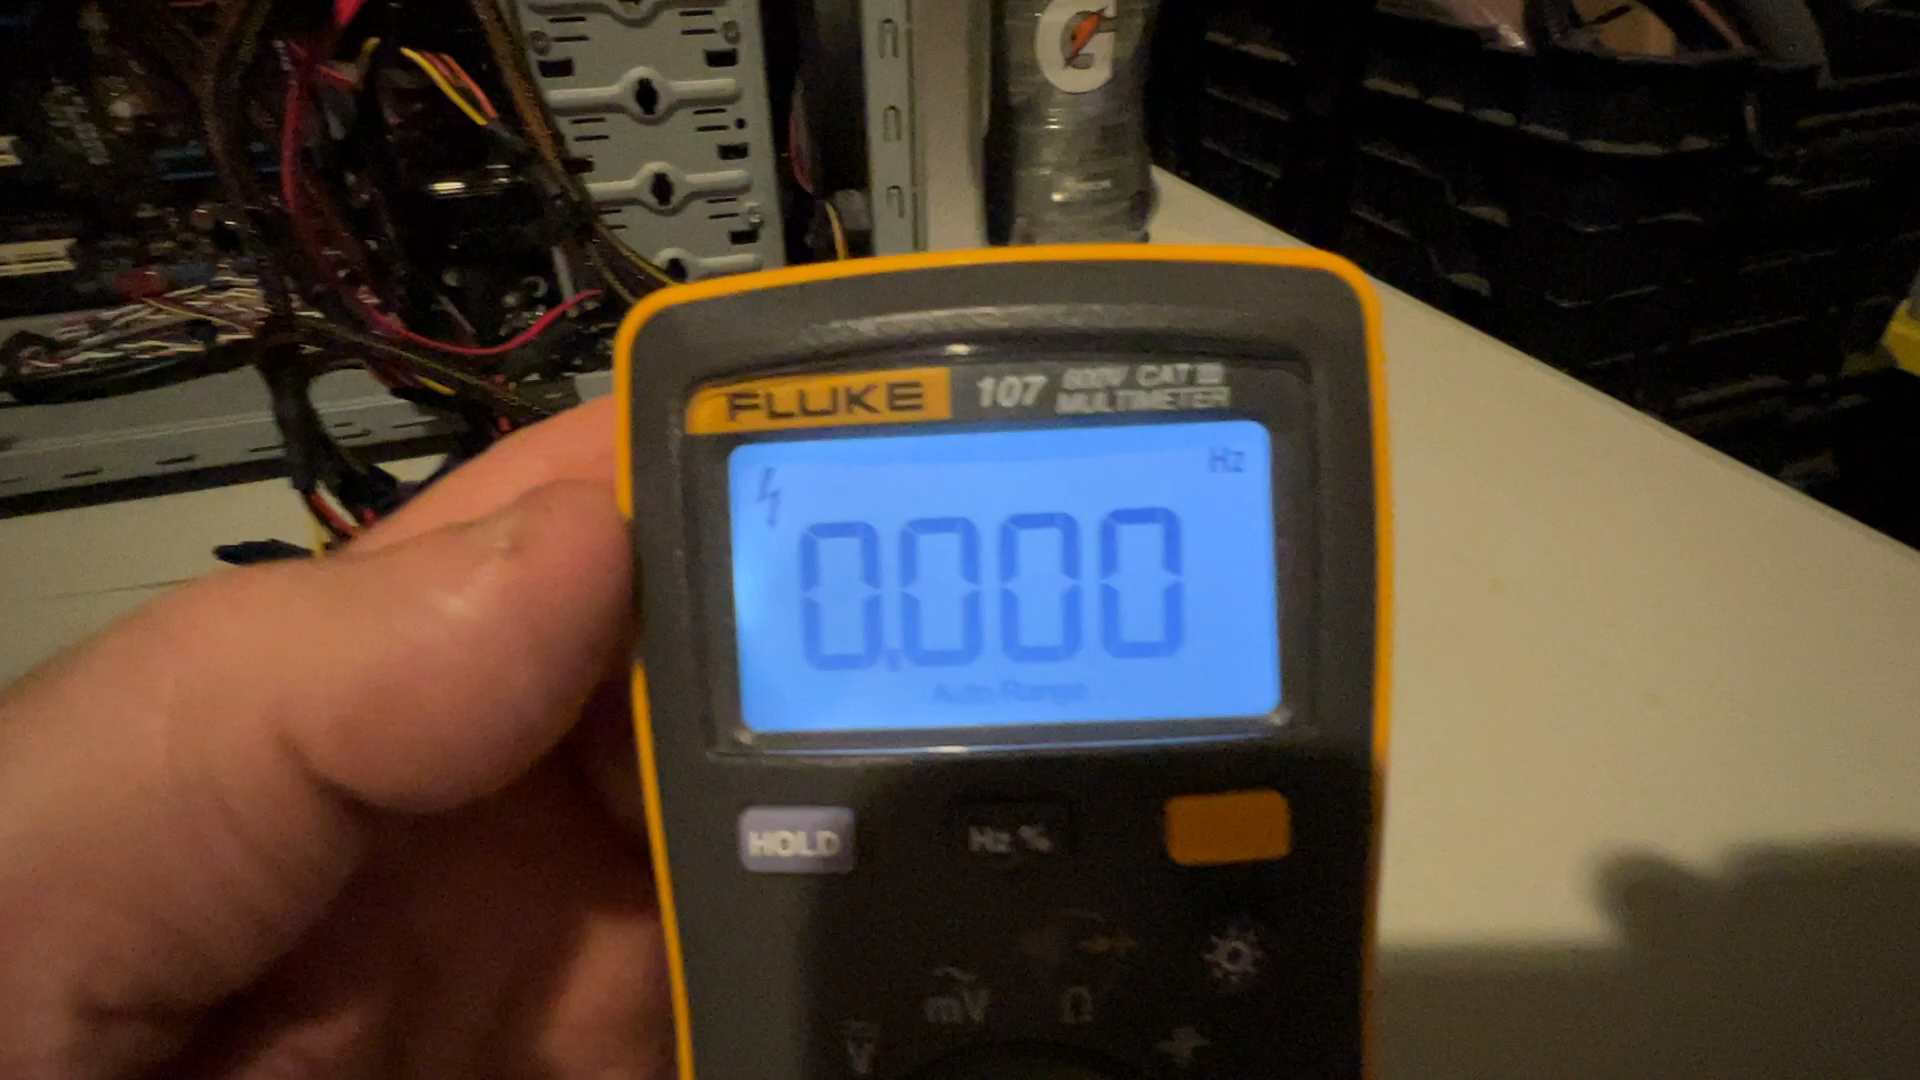 G
FLUKE 107 600V CAT III
MULTIMETER
Hz
0.000
Auto Range
HOLD Hz % 
mV Ω
V